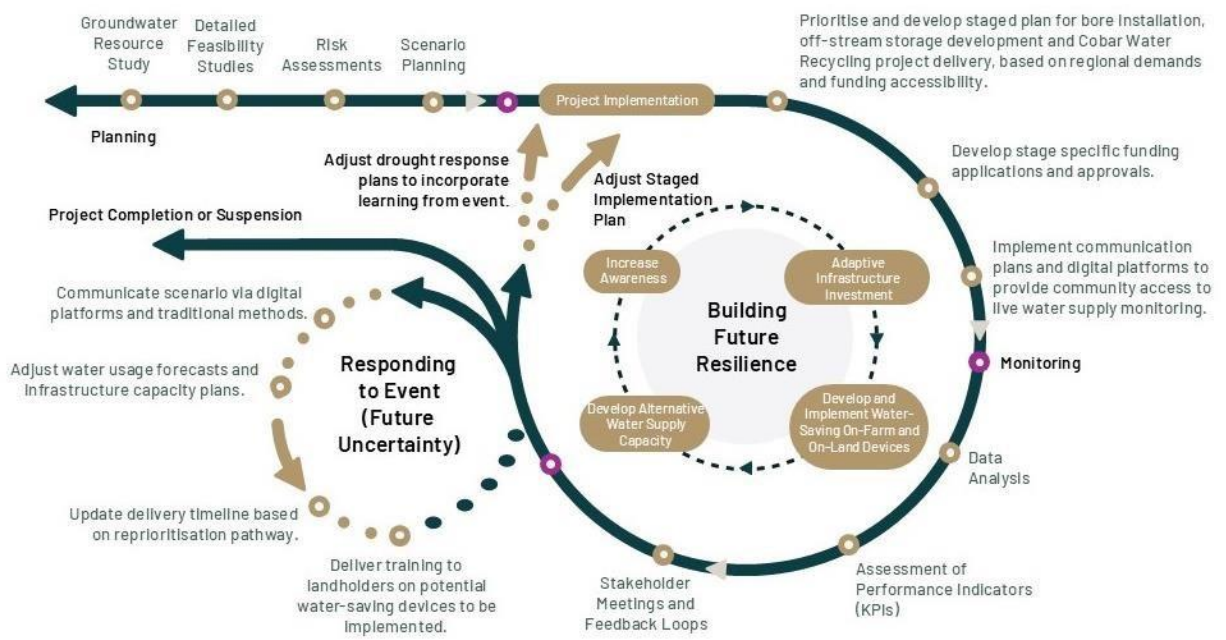 Groundwater
Resource
Study
Detailed
Feasibility
Studies
Risk
Assessments
Scenario
Planning
Prioritise and develop staged plan for bore installation,
off-stream storage development and Cobar Water
Recycling project delivery, based on regional demands
and funding accessibility.
Project Implementation
Planning
Adjust drought response
plans to incorporate
learning from event.
Adjust Staged
Implementation
Plan
Develop stage specific funding
applications and approvals.
Project Completion or Suspension
Increase
Awareness
Adaptive
Infrastructure
Investment
Implement communication
plans and digital platforms to
provide community access to
live water supply monitoring.
Communicate scenario via digital
platforms and traditional methods.
Building
Future
Resilience
Monitoring
Adjust water usage forecasts and
infrastructure capacity plans.
Responding
to Event
(Future
Uncertainty)
Develop Alternative
Water Supply
Capacity
Develop and
Implement Water-
Saving On-Farm and
On-Land Devices
Data
Analysis
Update delivery timeline based
on reprioritisation pathway.
Deliver training to
landholders on potential
water-saving devices to be
implemented.
Stakeholder
Meetings and
Feedback Loops
Assessment of
Performance Indicators
(KPIs)